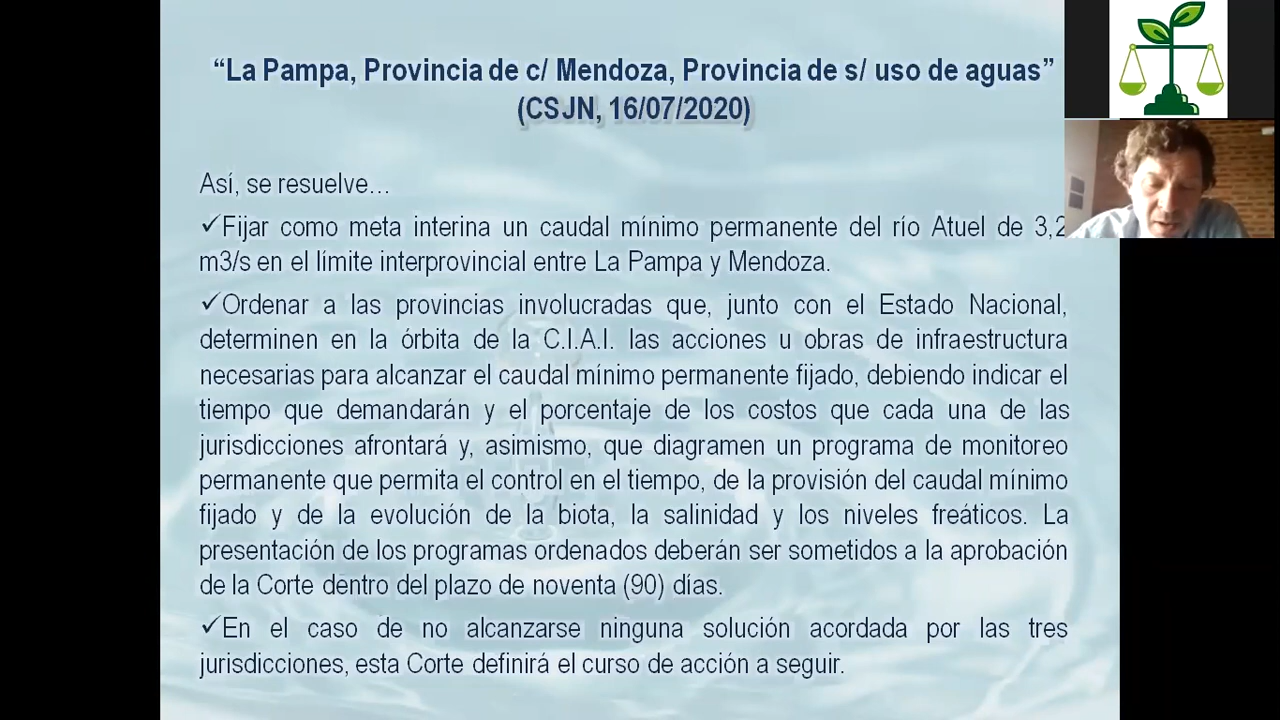 “La Pampa, Provincia de c/ Mendoza, Provincia de s/ uso de aguas”
(CSJN, 16/07/2020)
Así, se resuelve…
✓Fijar como meta interina un caudal mínimo permanente del río Atuel de 3,2
m3/s en el límite interprovincial entre La Pampa y Mendoza.
✓Ordenar a las provincias involucradas que, junto con el Estado Nacional,
determinen en la órbita de la C.I.A.I. las acciones u obras de infraestructura
necesarias para alcanzar el caudal mínimo permanente fijado, debiendo indicar el
tiempo que demandarán y el porcentaje de los costos que cada una de las
jurisdicciones afrontará y, asimismo, que diagramen un programa de monitoreo
permanente que permita el control en el tiempo, de la provisión del caudal mínimo
fijado y de la evolución de la biota, la salinidad y los niveles freáticos. La
presentación de los programas ordenados deberán ser sometidos a la aprobación
de la Corte dentro del plazo de noventa (90) días.
✓En el caso de no alcanzarse ninguna solución acordada por las tres
jurisdicciones, esta Corte definirá el curso de acción a seguir.